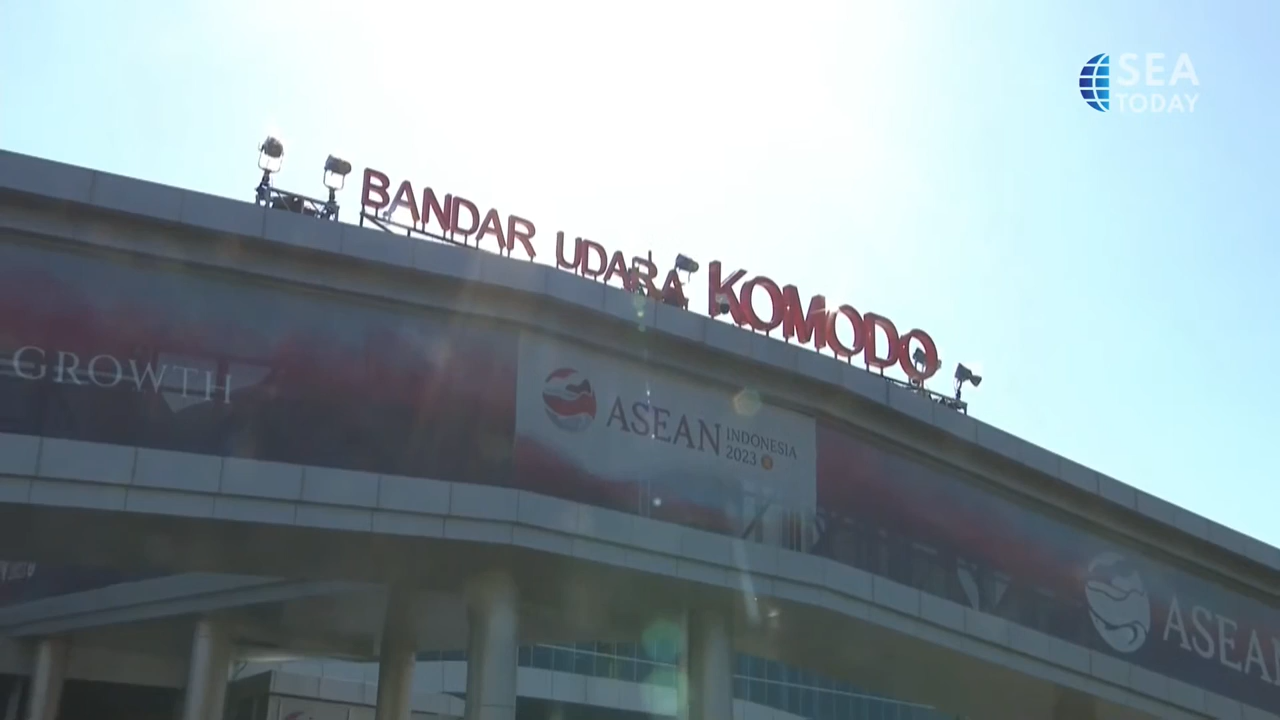 SEA
TODAY
BANDAR UDARA KOMODO
GROWTH
ASEAN
INDONESIA
2023
ASEAN